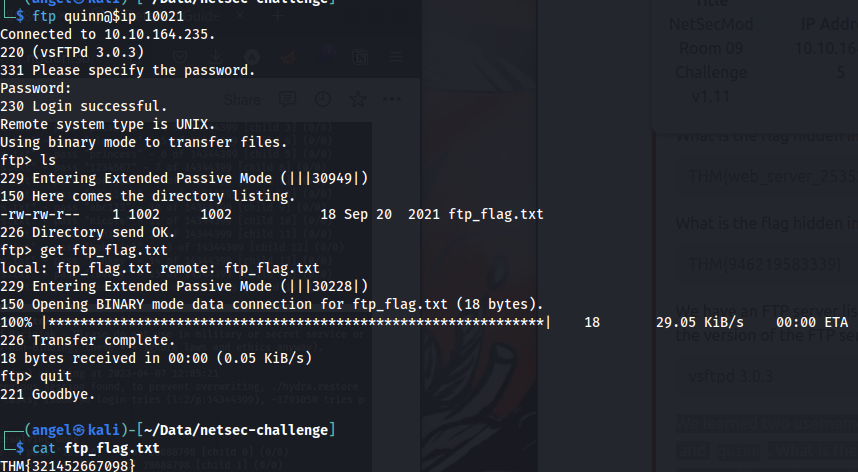 (angel㉿kali)-[~/Data/netsec-challenge]
└─$ ftp quinn@$ip 10021
Connected to 10.10.164.235.
220 (vsFTPd 3.0.3)
331 Please specify the password.
Password:
230 Login successful.
Remote system type is UNIX.
Using binary mode to transfer files.
ftp> ls
229 Entering Extended Passive Mode (|||30949|)
150 Here comes the directory listing.
-rw-rw-r--    1 1002     1002           18 Sep 20  2021 ftp_flag.txt
226 Directory send OK.
ftp> get ftp_flag.txt
local: ftp_flag.txt remote: ftp_flag.txt
229 Entering Extended Passive Mode (|||30228|)
150 Opening BINARY mode data connection for ftp_flag.txt (18 bytes).
100% |*************************************************************|    18       29.05 KiB/s    00:00 ETA
226 Transfer complete.
18 bytes received in 00:00 (0.05 KiB/s)
ftp> quit
221 Goodbye.
┌──(angel㉿kali)-[~/Data/netsec-challenge]
└─$ cat ftp_flag.txt
THM{321452667098}
Share
Title
NetSecMod
Room 09
Challenge
v1.11
IP Addr
10.10.16
5
What is the flag hidden in
THM{web_server_2535
What is the flag hidden in
THM{946219583339}
We have an FTP server lis
the version of the FTP se
vsftpd 3.0.3